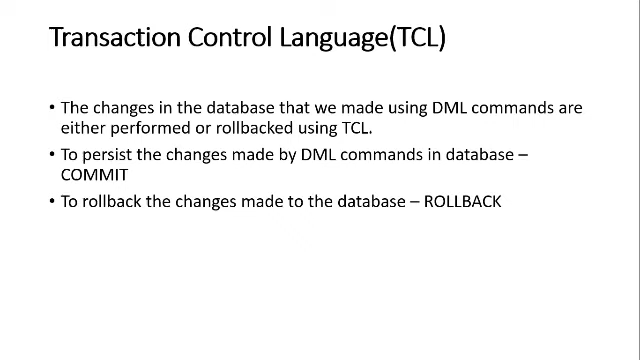 Transaction Control Language(TCL)
• The changes in the database that we made using DML commands are
either performed or rollbacked using TCL.
• To persist the changes made by DML commands in database –
COMMIT
• To rollback the changes made to the database – ROLLBACK